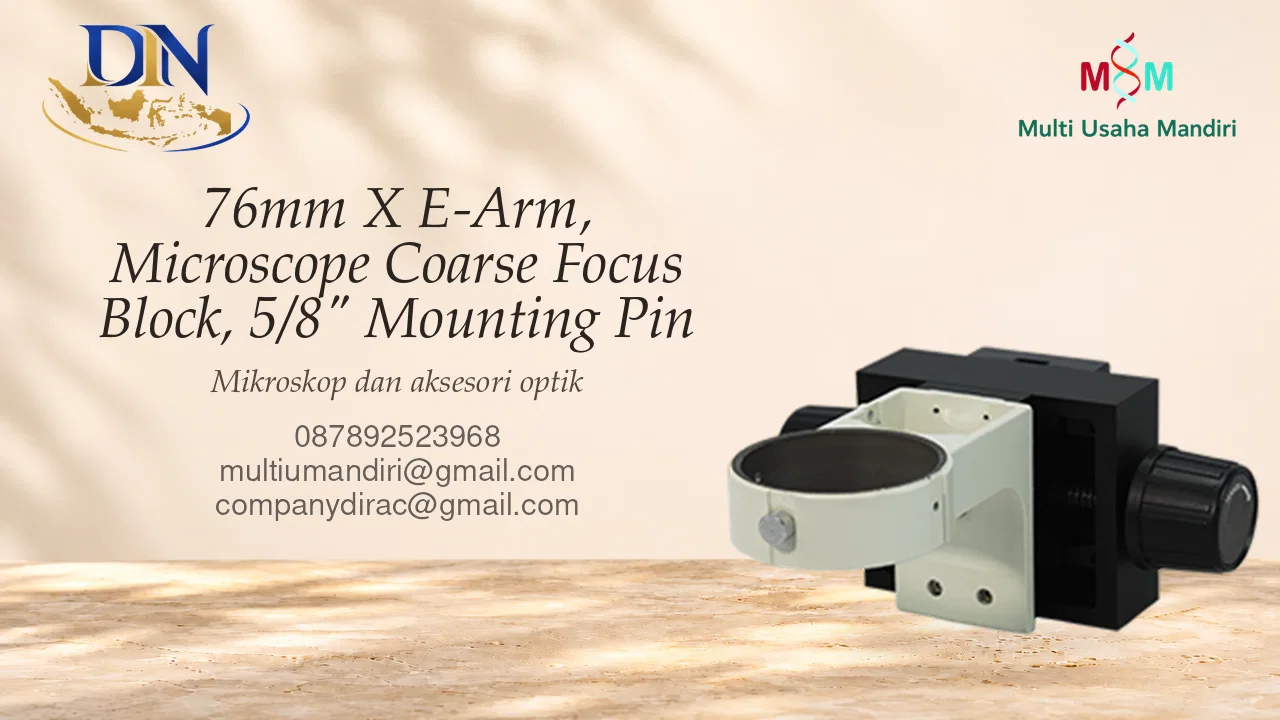 DIN
M M
Multi Usaha Mandiri
76mm X E-Arm,
Microscope Coarse Focus
Block, 5/8" Mounting Pin
Mikroskop dan aksesori optik
087892523968
multiumandiri@gmail.com
companydirac@gmail.com